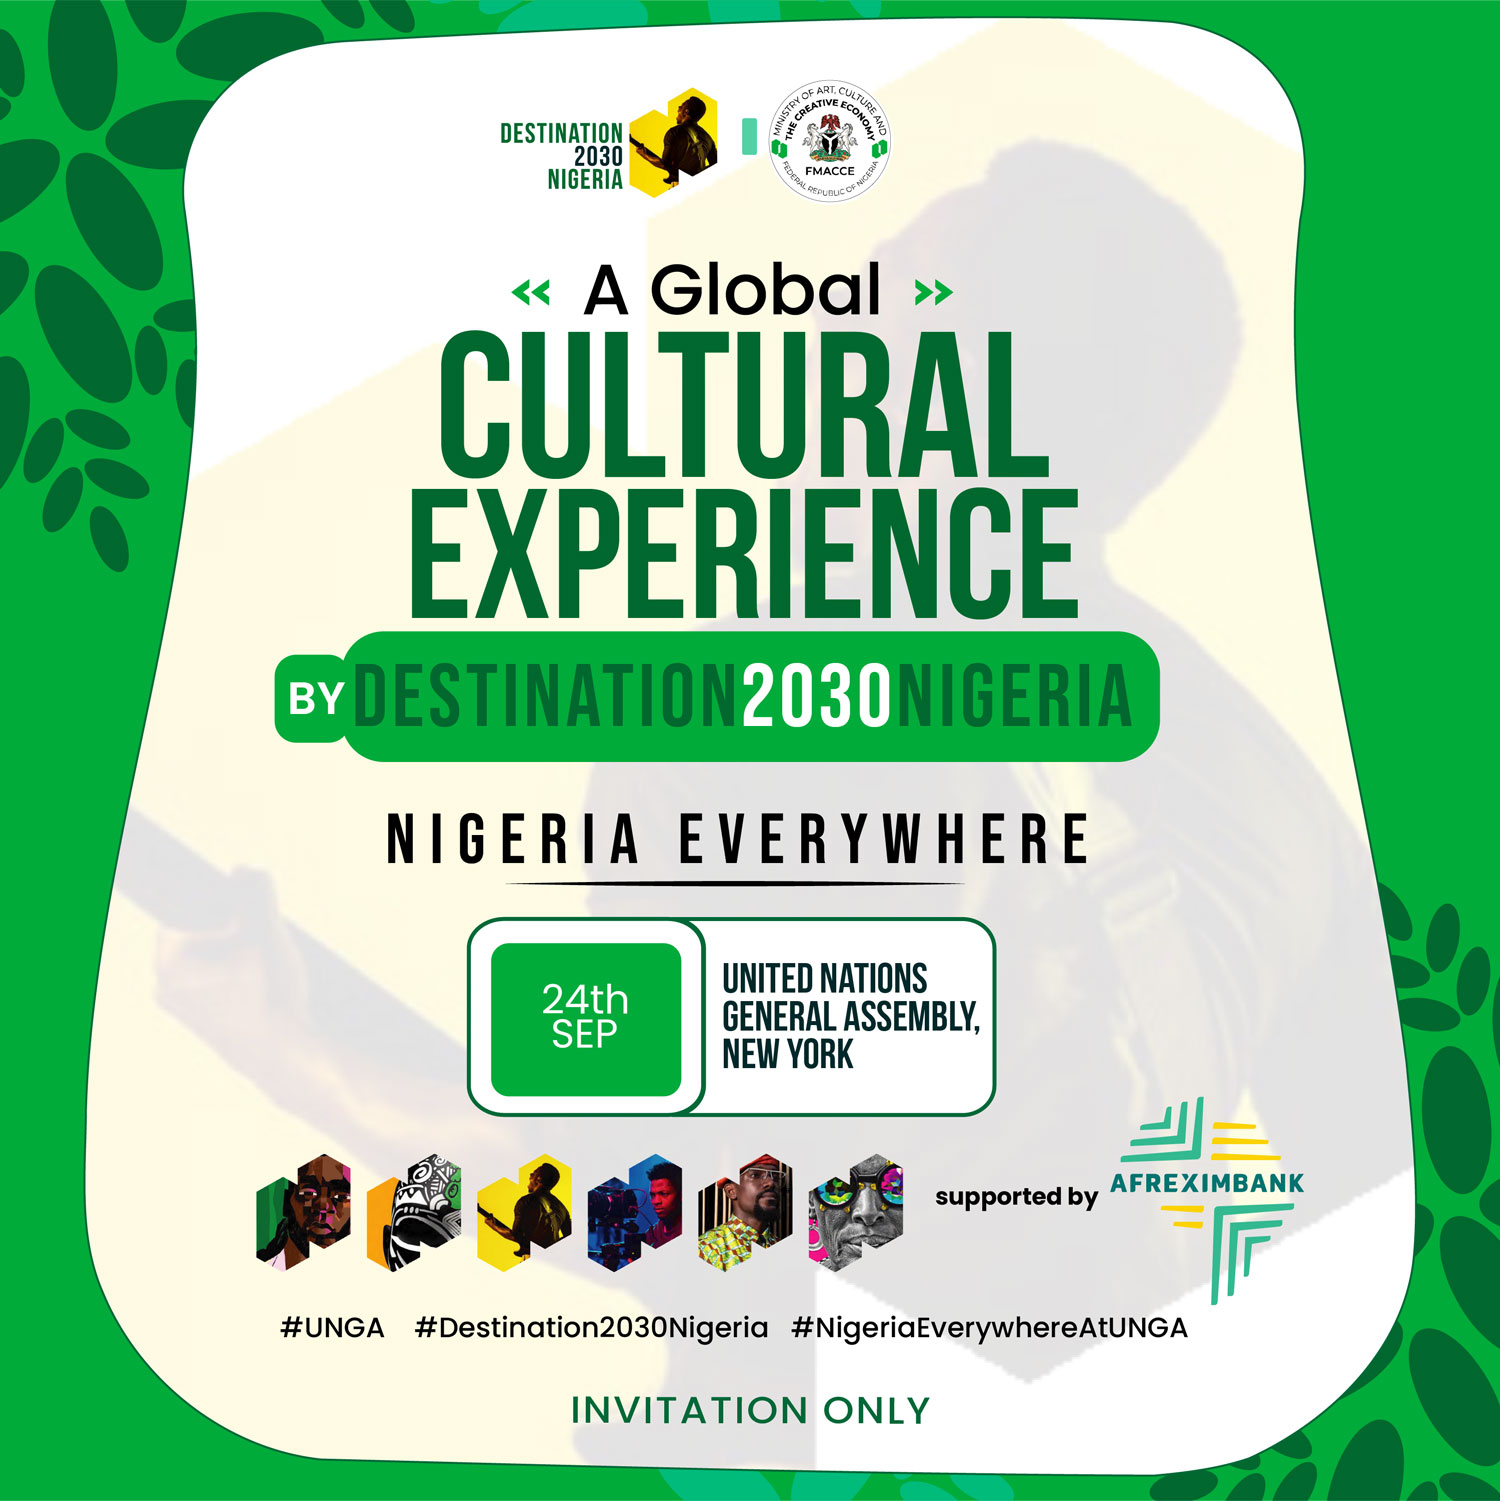 DESTINATION
2030
NIGERIA
MINISTRY OF ART, CULTURE AND
THE CREATIVE ECONOMY
FMACCE
FEDERAL REPUBLIC OF NIGERIA
« A Global »
CULTURAL
EXPERIENCE
BY DESTINATION2030NIGERIA
NIGERIA EVERYWHERE
24th
SEP
UNITED NATIONS
GENERAL ASSEMBLY,
NEW YORK
supported by
AFREXIMBANK
#UNGA #Destination2030Nigeria #NigeriaEverywhereAtUNGA
INVITATION ONLY